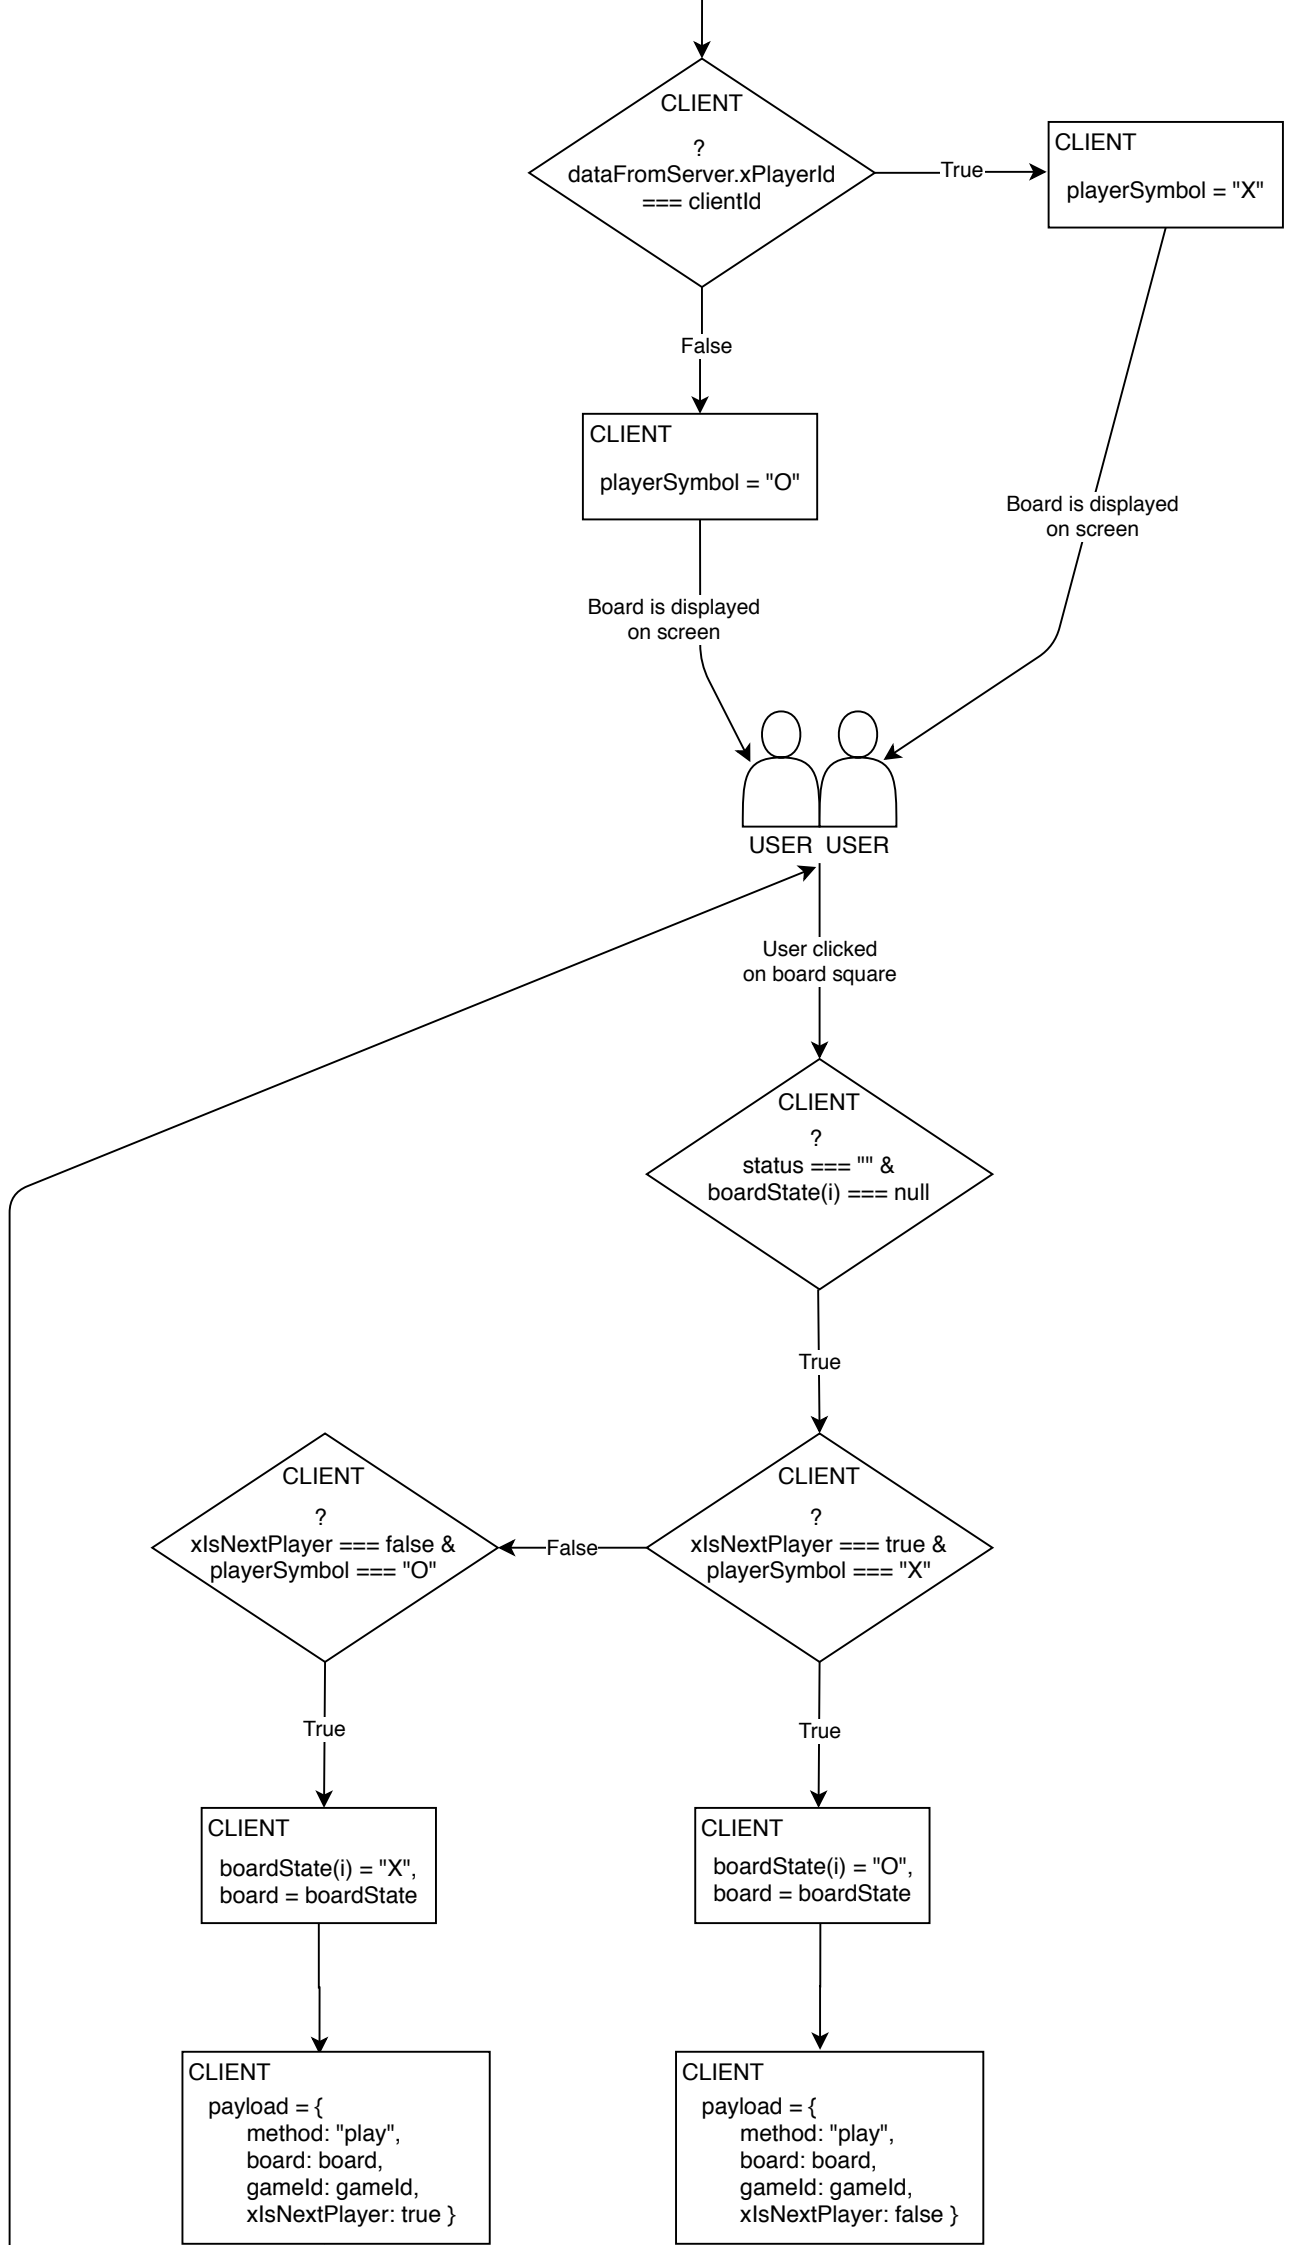 CLIENT
?
dataFromServer.xPlayerId
=== clientId
True
CLIENT
playerSymbol = "X"
False
CLIENT
playerSymbol = "O"
Board is displayed
on screen
Board is displayed
on screen
USER
USER
User clicked
on board square
CLIENT
?
status === "" &
boardState(i) === null
True
CLIENT
?
xIsNextPlayer === true &
playerSymbol === "X"
False
CLIENT
?
xIsNextPlayer === false &
playerSymbol === "O"
True
True
CLIENT
boardState(i) = "X",
board = boardState
CLIENT
boardState(i) = "O",
board = boardState
CLIENT
payload = {
method: "play",
board: board,
gameId: gameId,
xIsNextPlayer: true }
CLIENT
payload = {
method: "play",
board: board,
gameId: gameId,
xIsNextPlayer: false }